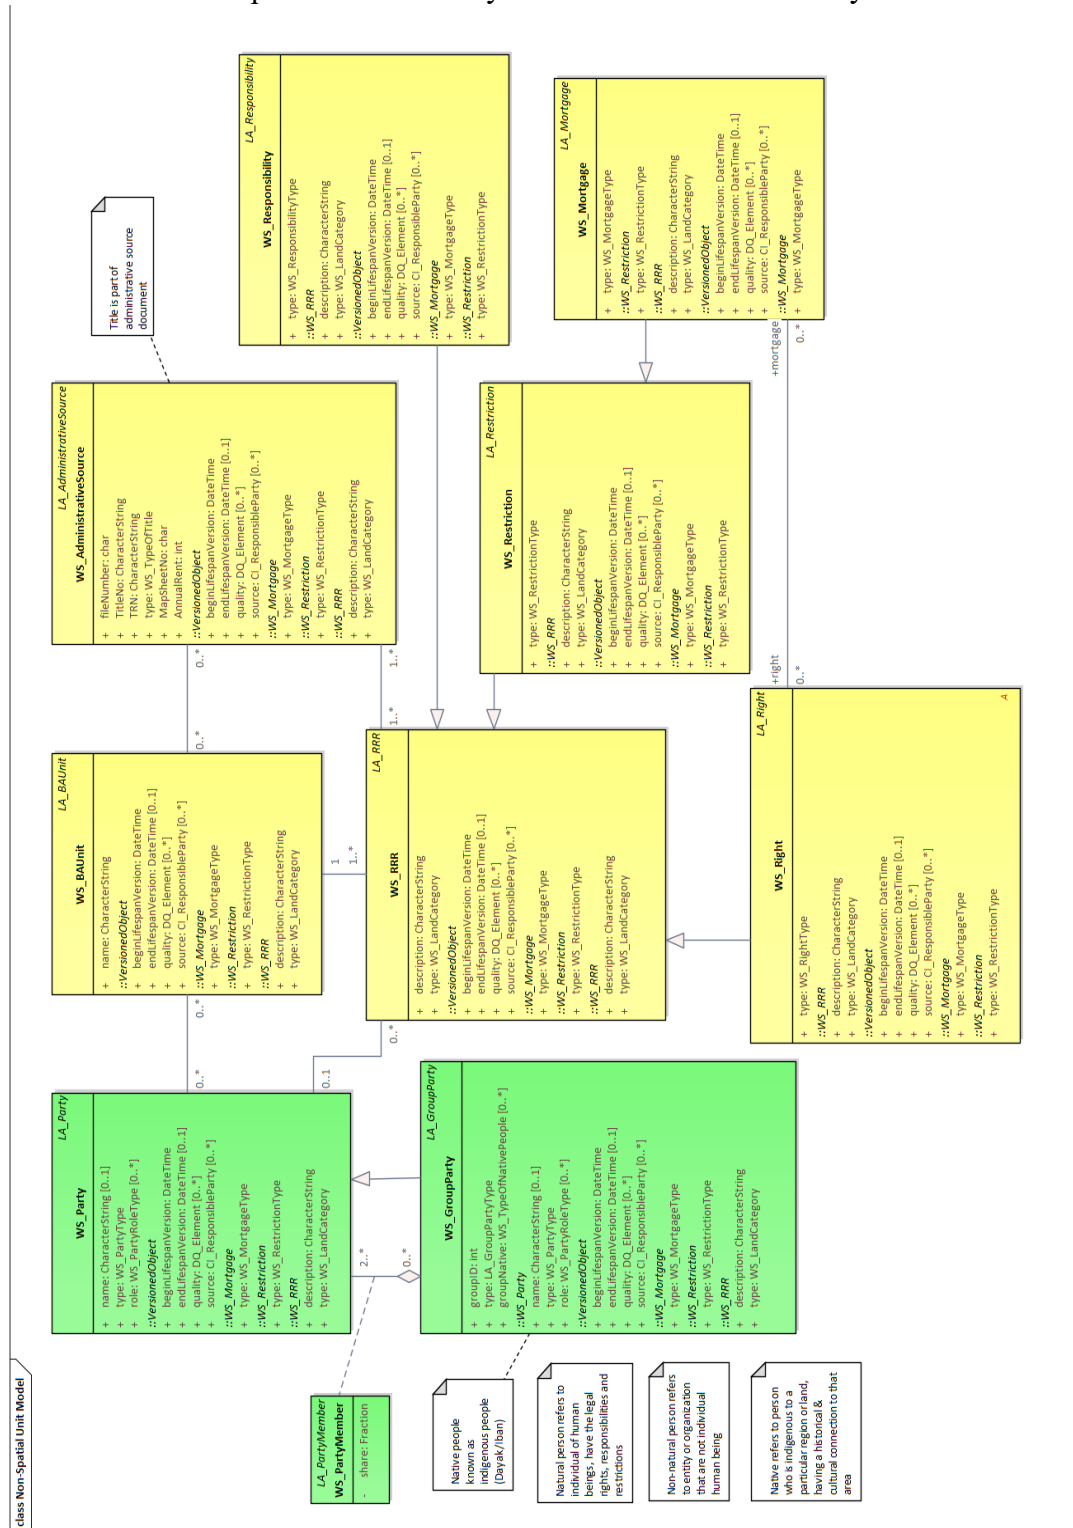 class Non-Spatial Unit Model
LA_Party
WS_Party
+ name: CharacterString [0..1]
+ type: WS_PartyType
+ role: WS_PartyRoleType [0..*]
::VersionedObject
+ beginLifespanVersion: DateTime
+ endLifespanVersion: DateTime [0..1]
+ quality: DQ_Element [0..*]
+ source: CI_ResponsibleParty [0..*]
::WS_Mortgage
+ type: WS_MortgageType
::WS_Restriction
+ type: WS_RestrictionType
::WS_RRR
+ description: CharacterString
+ type: WS_LandCategory
0..*
0..*
LA_BAUnit
WS_BAUnit
+ name: CharacterString
::VersionedObject
+ beginLifespanVersion: DateTime
+ endLifespanVersion: DateTime [0..1]
+ quality: DQ_Element [0..*]
+ source: CI_ResponsibleParty [0..*]
::WS_Mortgage
+ type: WS_MortgageType
::WS_Restriction
+ type: WS_RestrictionType
::WS_RRR
+ description: CharacterString
+ type: WS_LandCategory
0..*
0..*
LA_AdministrativeSource
WS_AdministrativeSource
+ fileNumber: char
+ TitleNo: CharacterString
+ TRN: CharacterString
+ type: WS_TypeOfTitle
+ MapSheetNo: char
+ AnnualRent: int
::VersionedObject
+ beginLifespanVersion: DateTime
+ endLifespanVersion: DateTime [0..1]
+ quality: DQ_Element [0..*]
+ source: CI_ResponsibleParty [0..*]
::WS_Mortgage
+ type: WS_MortgageType
::WS_Restriction
+ type: WS_RestrictionType
::WS_RRR
+ description: CharacterString
+ type: WS_LandCategory
Title is part of
administrative source
document
LA_Responsibility
WS_Responsibility
+ type: WS_ResponsibilityType
::WS_RRR
+ description: CharacterString
+ type: WS_LandCategory
::VersionedObject
+ beginLifespanVersion: DateTime
+ endLifespanVersion: DateTime [0..1]
+ quality: DQ_Element [0..*]
+ source: CI_ResponsibleParty [0..*]
::WS_Mortgage
+ type: WS_MortgageType
::WS_Restriction
+ type: WS_RestrictionType
LA_PartyMember
WS_PartyMember
- share: Fraction
2..*
0..*
0..1
0..*
1
1..*
1..*
1..*
LA_RRR
WS_RRR
+ description: CharacterString
+ type: WS_LandCategory
::VersionedObject
+ beginLifespanVersion: DateTime
+ endLifespanVersion: DateTime [0..1]
+ quality: DQ_Element [0..*]
+ source: CI_ResponsibleParty [0..*]
::WS_Mortgage
+ type: WS_MortgageType
::WS_Restriction
+ type: WS_RestrictionType
::WS_RRR
+ description: CharacterString
+ type: WS_LandCategory
LA_GroupParty
WS_GroupParty
+ groupID: int
+ type: LA_GroupPartyType
+ groupNative: WS_TypeOfNativePeople [0..*]
::WS_Party
+ name: CharacterString [0..1]
+ type: WS_PartyType
+ role: WS_PartyRoleType [0..*]
::VersionedObject
+ beginLifespanVersion: DateTime
+ endLifespanVersion: DateTime [0..1]
+ quality: DQ_Element [0..*]
+ source: CI_ResponsibleParty [0..*]
::WS_Mortgage
+ type: WS_MortgageType
::WS_Restriction
+ type: WS_RestrictionType
::WS_RRR
+ description: CharacterString
+ type: WS_LandCategory
LA_Restriction
WS_Restriction
+ type: WS_RestrictionType
::WS_RRR
+ description: CharacterString
+ type: WS_LandCategory
::VersionedObject
+ beginLifespanVersion: DateTime
+ endLifespanVersion: DateTime [0..1]
+ quality: DQ_Element [0..*]
+ source: CI_ResponsibleParty [0..*]
::WS_Mortgage
+ type: WS_MortgageType
::WS_Restriction
+ type: WS_RestrictionType
LA_Mortgage
WS_Mortgage
+ type: WS_MortgageType
::WS_Restriction
+ type: WS_RestrictionType
::WS_RRR
+ description: CharacterString
+ type: WS_LandCategory
::VersionedObject
+ beginLifespanVersion: DateTime
+ endLifespanVersion: DateTime [0..1]
+ quality: DQ_Element [0..*]
+ source: CI_ResponsibleParty [0..*]
::WS_Mortgage
+ type: WS_MortgageType
+right
0..*
+mortgage
0..*
LA_Right
WS_Right
+ type: WS_RightType
::WS_RRR
+ description: CharacterString
+ type: WS_LandCategory
::VersionedObject
+ beginLifespanVersion: DateTime
+ endLifespanVersion: DateTime [0..1]
+ quality: DQ_Element [0..*]
+ source: CI_ResponsibleParty [0..*]
::WS_Mortgage
+ type: WS_MortgageType
::WS_Restriction
+ type: WS_RestrictionType
A
Native people
known as
indigenous people
(Dayak/Iban)
Natural person refers to
individual of human
beings, have the legal
rights, responsibilities and
restrictions
Non-natural person refers
to entity or organization
that are not individual
human being
Native refers to person
who is indigenous to a
particular region or land,
having a historical &
cultural connection to that
area